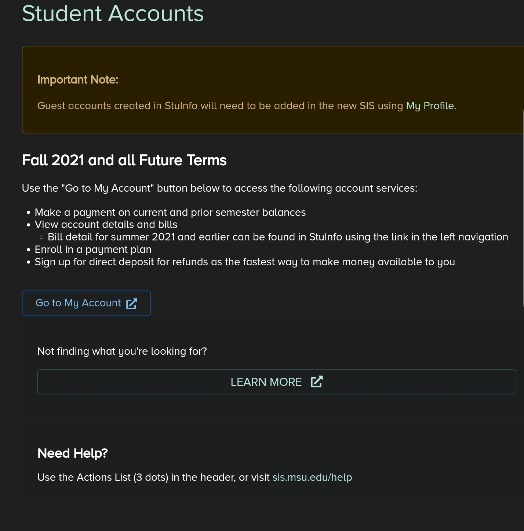 Student Accounts
Important Note:
Guest accounts created in StuInfo will need to be added in the new SIS using My Profile.
Fall 2021 and all Future Terms
Use the "Go to My Account" button below to access the following account services:
• Make a payment on current and prior semester balances
• View account details and bills
▫ Bill detail for summer 2021 and earlier can be found in StuInfo using the link in the left navigation
• Enroll in a payment plan
• Sign up for direct deposit for refunds as the fastest way to make money available to you
Go to My Account
Not finding what you're looking for?
LEARN MORE
Need Help?
Use the Actions List (3 dots) in the header, or visit sis.msu.edu/help